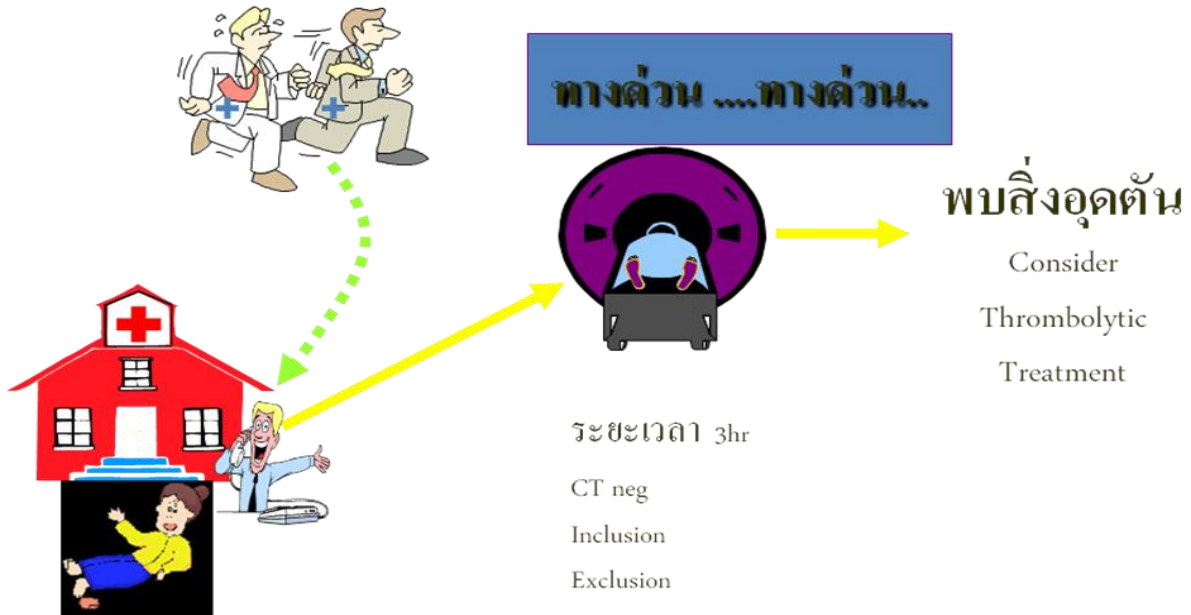 ทางด่วน ....ทางด่วน..
พบสิ่งอุดตัน
Consider
Thrombolytic
Treatment
ระยะเวลา 3hr
CT neg
Inclusion
Exclusion